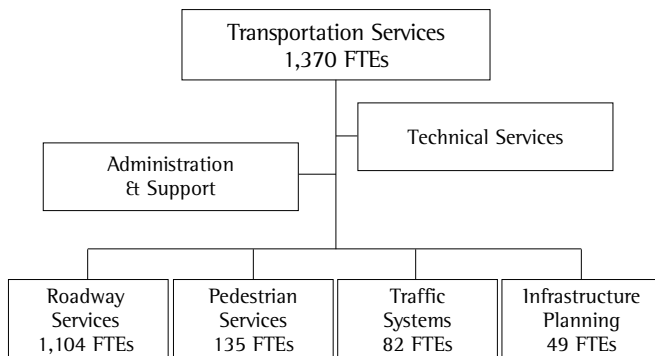 Transportation Services
1,370 FTEs
Technical Services
Administration
& Support
Roadway
Services
1,104 FTEs
Pedestrian
Services
135 FTEs
Traffic
Systems
82 FTEs
Infrastructure
Planning
49 FTEs